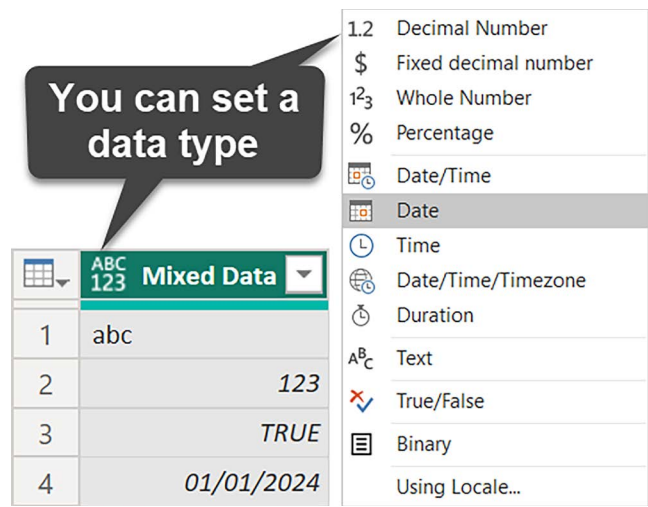 You can set a
data type
ABC
123 Mixed Data
1 abc
2 123
3 TRUE
4 01/01/2024
1.2 Decimal Number
$ Fixed decimal number
1²3 Whole Number
% Percentage
Date/Time
Date
Time
Date/Time/Timezone
Duration
ABC Text
True/False
Binary
Using Locale...